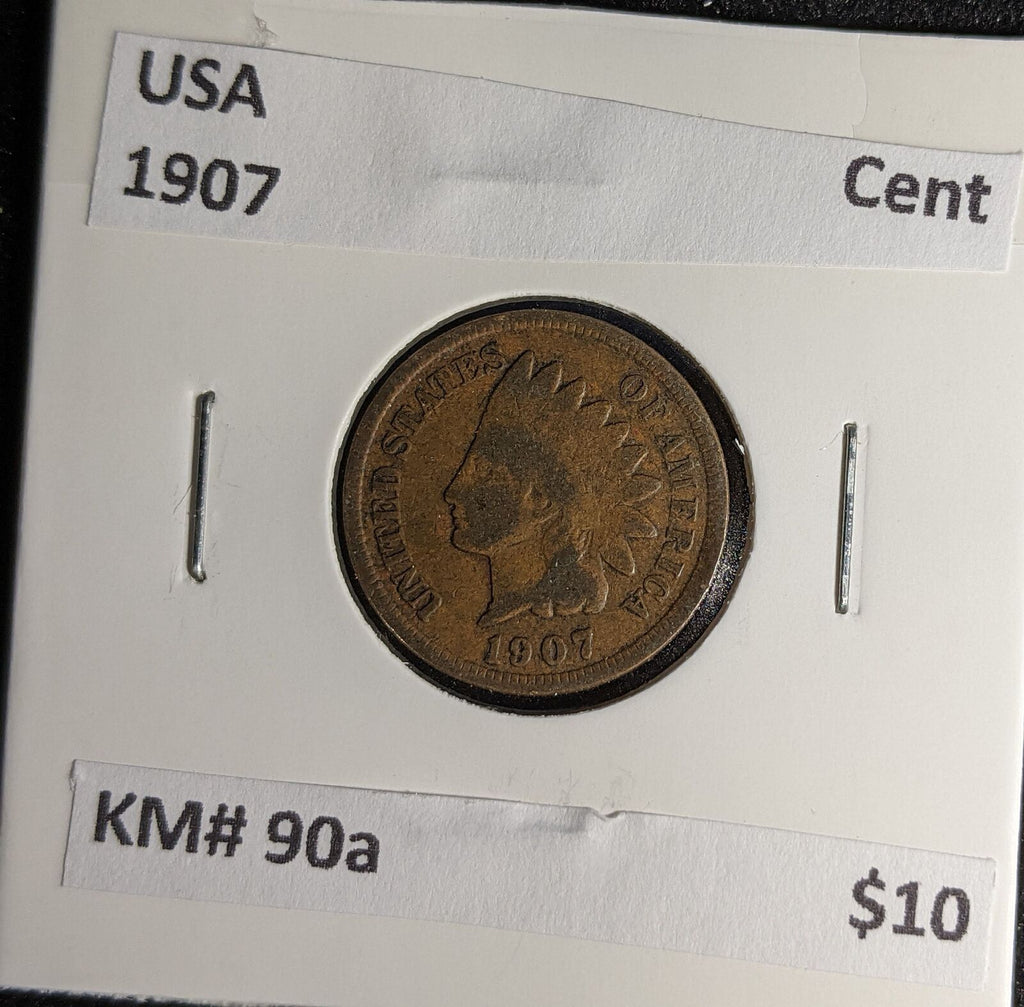 USA
1907
Cent
UNITED STATES OF AMERICA
1907
KM# 90a
$10